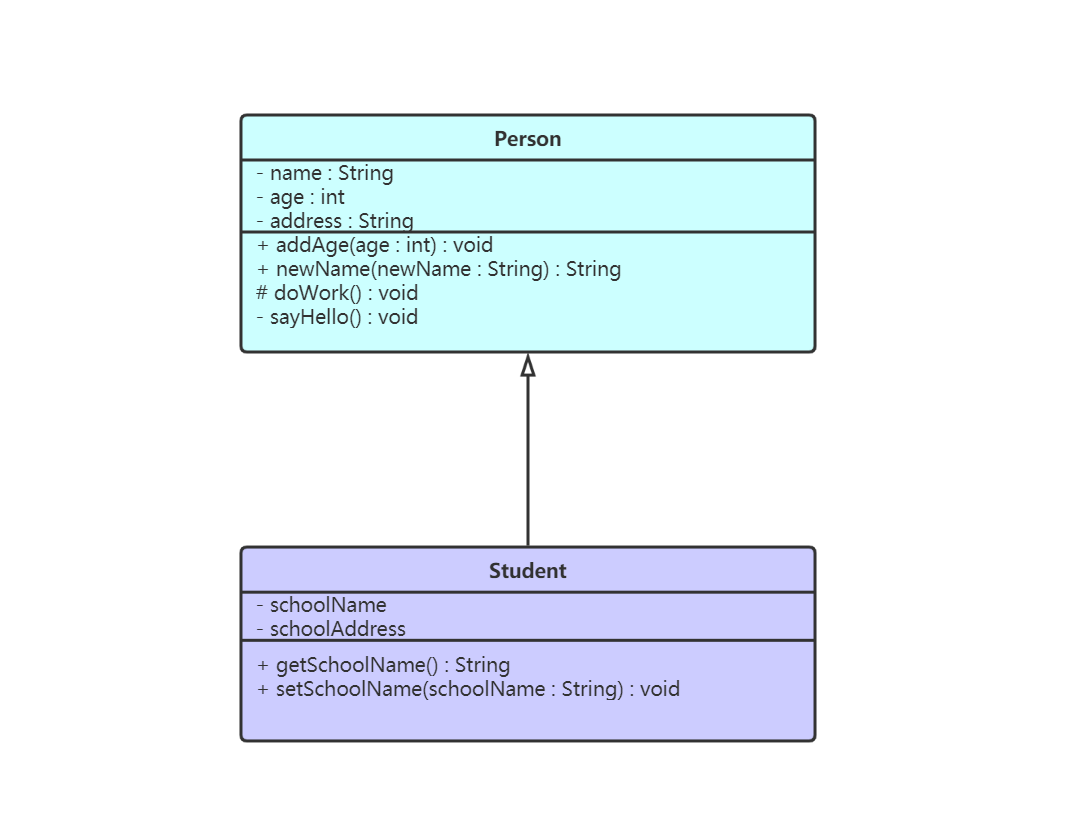 Person
- name : String
- age : int
- address : String
+ addAge(age : int) : void
+ newName(newName : String) : String
# doWork() : void
- sayHello() : void
Student
- schoolName
- schoolAddress
+ getSchoolName() : String
+ setSchoolName(schoolName : String) : void